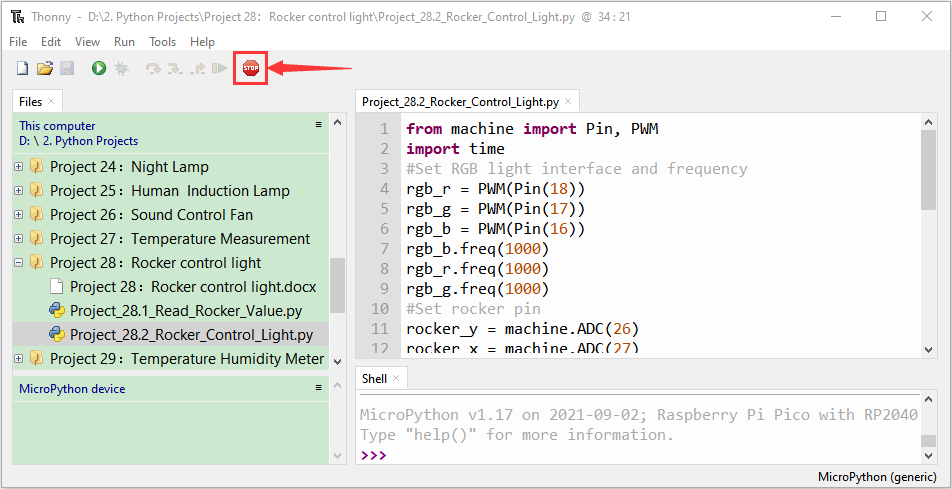 Thonny - D:\2. Python Projects\Project 28：Rocker control light\Project_28.2_Rocker_Control_Light.py @ 34 : 21
File Edit View Run Tools Help
STOP
Files
This computer
D: \ 2. Python Projects
Project 24：Night Lamp
Project 25：Human Induction Lamp
Project 26：Sound Control Fan
Project 27：Temperature Measurement
Project 28：Rocker control light
Project 28：Rocker control light.docx
Project_28.1_Read_Rocker_Value.py
Project_28.2_Rocker_Control_Light.py
Project 29：Temperature Humidity Meter
MicroPython device
Project_28.2_Rocker_Control_Light.py
1 from machine import Pin, PWM
2 import time
3 #Set RGB light interface and frequency
4 rgb_r = PWM(Pin(18))
5 rgb_g = PWM(Pin(17))
6 rgb_b = PWM(Pin(16))
7 rgb_b.freq(1000)
8 rgb_r.freq(1000)
9 rgb_g.freq(1000)
10 #Set rocker pin
11 rocker_y = machine.ADC(26)
12 rocker_x = machine.ADC(27)
Shell
MicroPython v1.17 on 2021-09-02; Raspberry Pi Pico with RP2040
Type "help()" for more information.
>>>
MicroPython (generic)